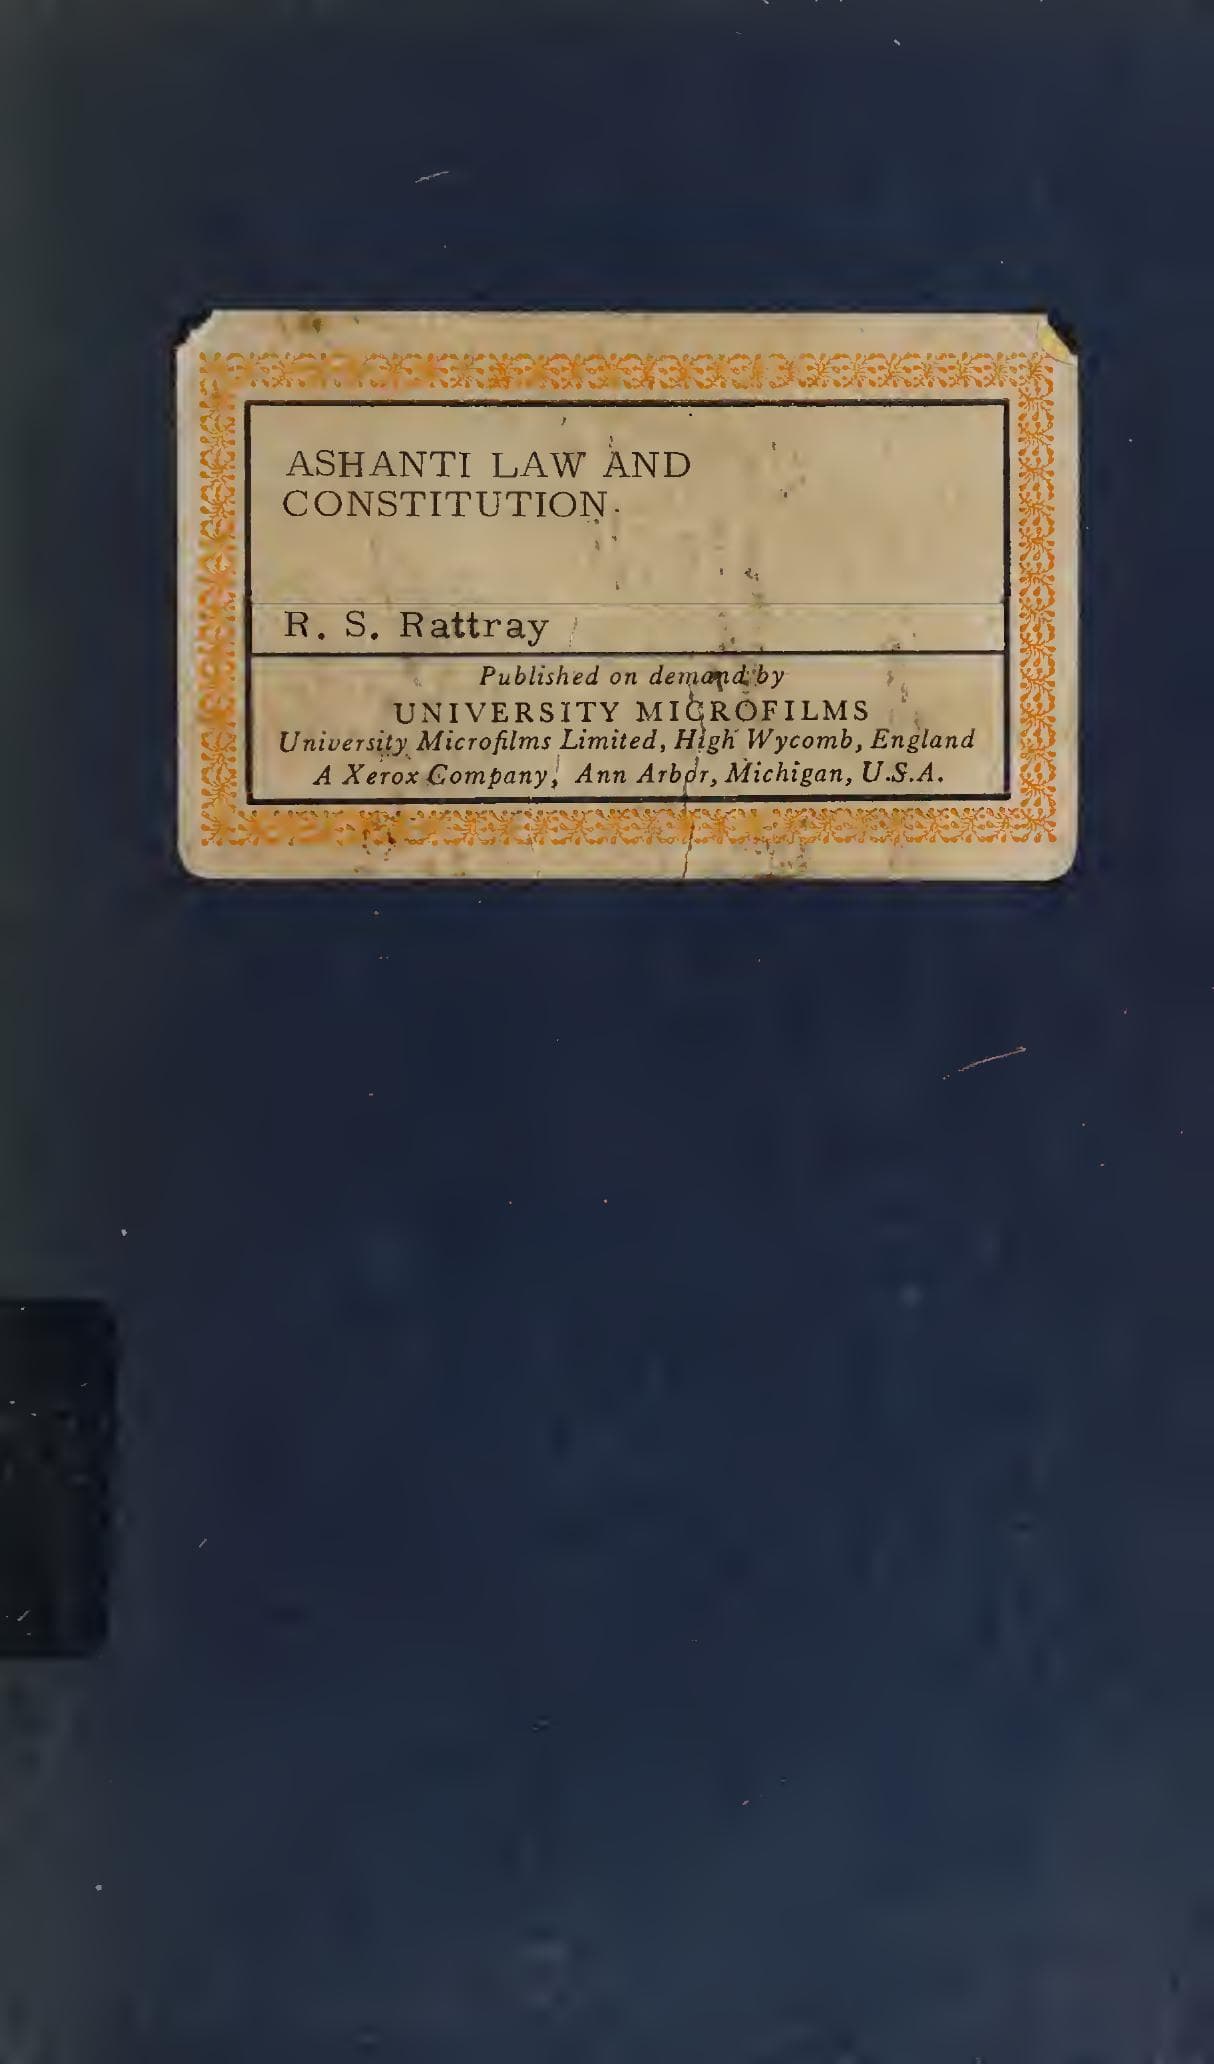 ASHANTI LAW AND
CONSTITUTION.
R. S. Rattray
Published on demand by
UNIVERSITY MICROFILMS
University Microfilms Limited, High Wycomb, England
A Xerox Company, Ann Arbor, Michigan, U.S.A.